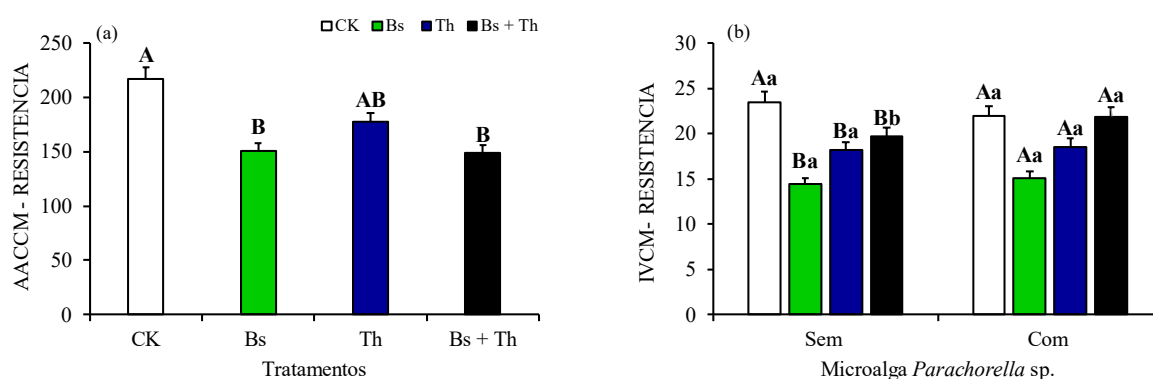 (a)
CK Bs Th Bs + Th
AACCM - RESISTENCIA
250
200
150
100
50
0
A
B
AB
B
CK Bs Th Bs + Th
Tratamentos
(b)
IVCM- RESISTENCIA
30
25
20
15
10
5
0
Aa
Ba
Ba
Bb
Aa
Aa
Aa
Aa
Sem Com
Microalga Parachorella sp.